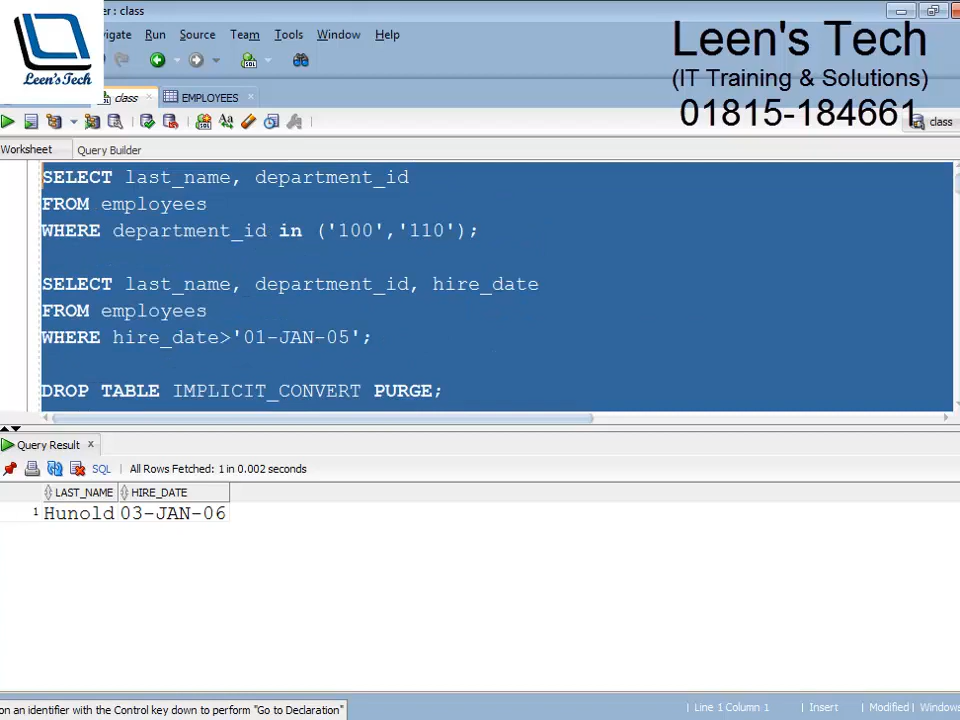 : class
Leen's Tech
Leen's Tech
(IT Training & Solutions)
01815-184661
igate Run Source Team Tools Window Help
class EMPLOYEES
class
Worksheet Query Builder
SELECT last_name, department_id
FROM employees
WHERE department_id in ('100','110');
SELECT last_name, department_id, hire_date
FROM employees
WHERE hire_date>'01-JAN-05';
DROP TABLE IMPLICIT_CONVERT PURGE;
Query Result x
SQL | All Rows Fetched: 1 in 0.002 seconds
LAST_NAME HIRE_DATE
1 Hunold 03-JAN-06
on an identifier with the Control key down to perform "Go to Declaration"
Line 1 Column 1 | Insert | Modified | Windows